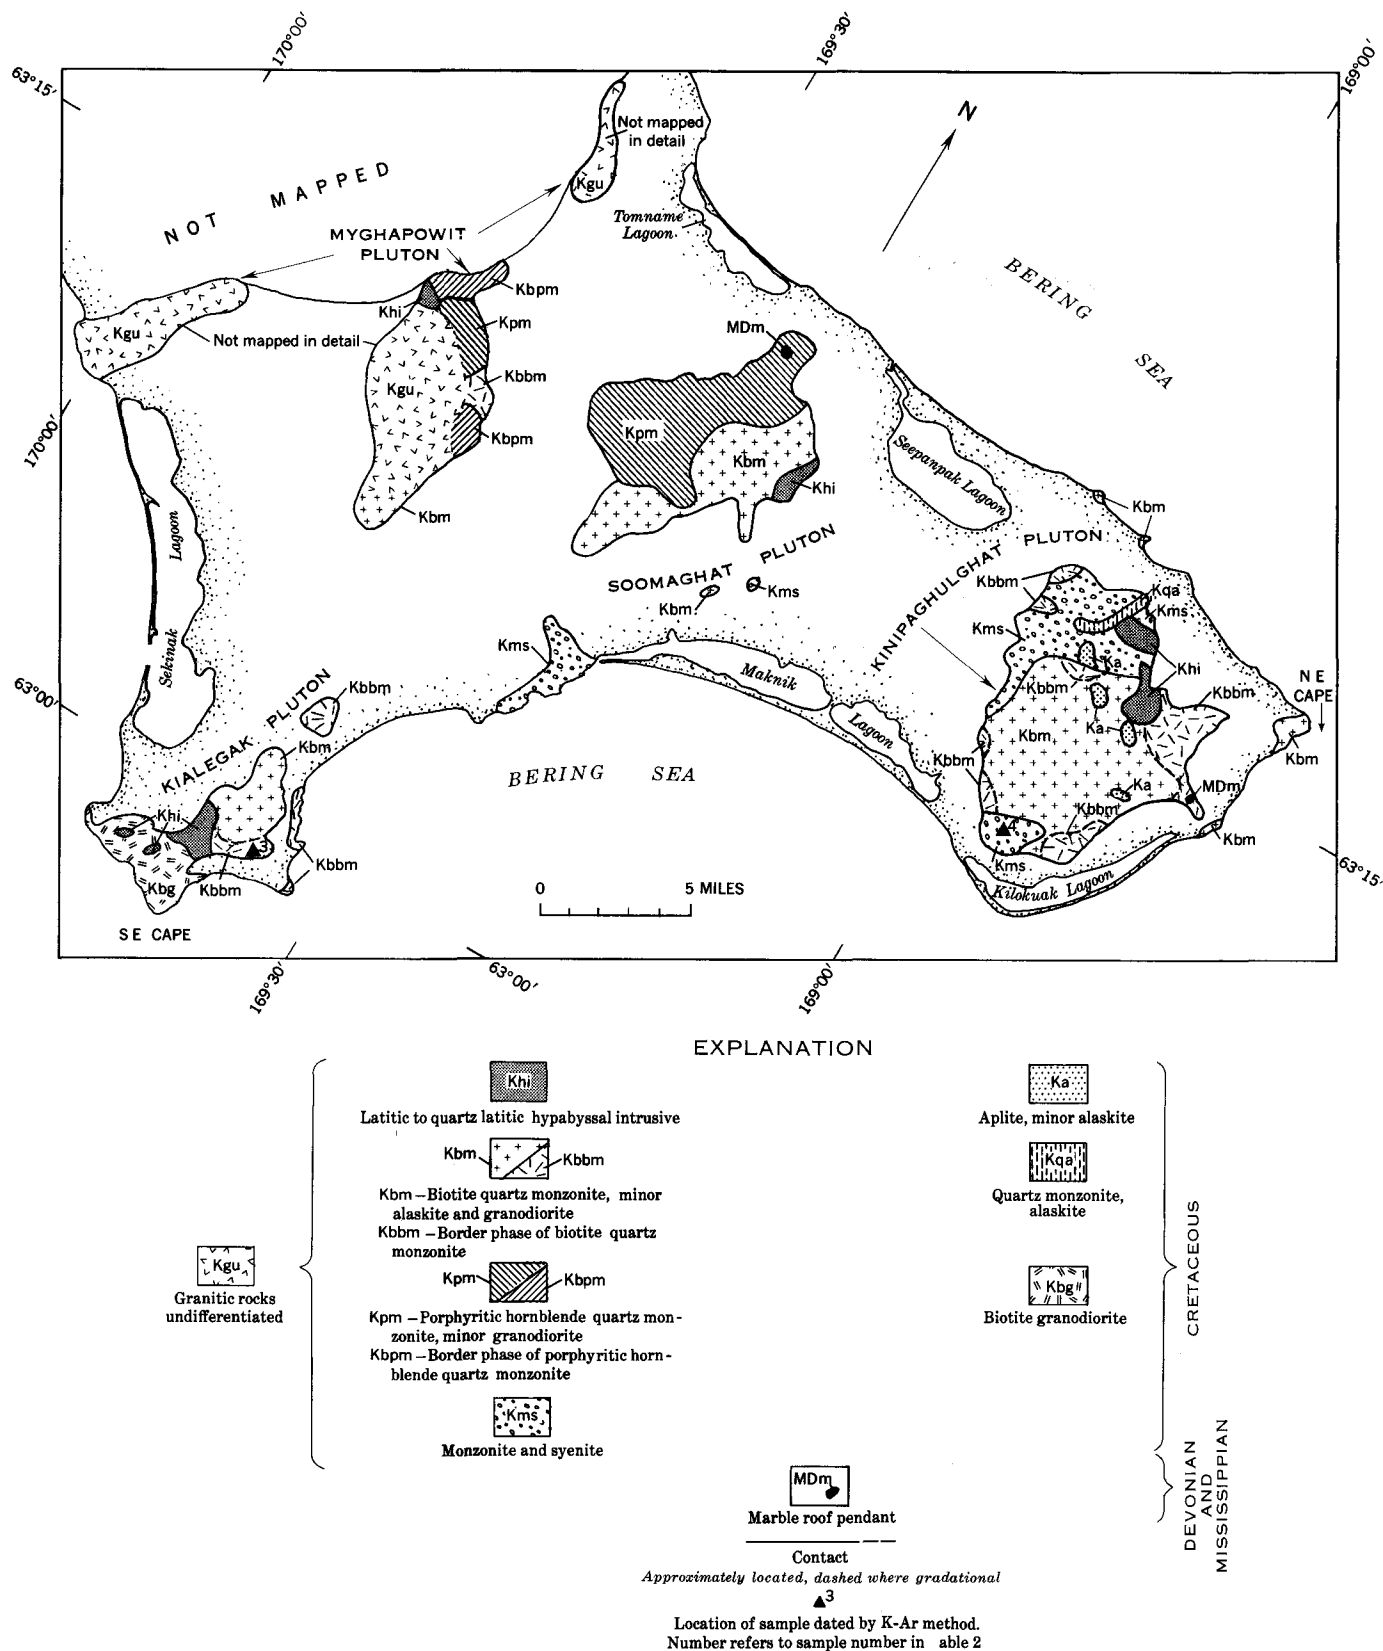 170°00′
169°30′
169°00′
63°15′
N
NOT MAPPED
Not mapped
in detail
Kgu
MYGHAPOWIT
PLUTON
Tomname
Lagoon
BERING
SEA
Kbpm
Khi
Kpm
MDm
Kgu
Not mapped in detail
Kbbm
Kgu
Kbpm
170°00′
Kpm
Kbm
Khi
Seepanpak Lagoon
Kbm
Kbm
Lagoon
Sekinak
SOOMAGHAT PLUTON
Kbm
Kms
KINIPAGHULGHAT PLUTON
Kbbm
Kqa
Kms
Kms
Kms
Ka
Khi
Kbbm
Kbbm
Ka
Ka
Kbm
Maknik
Lagoon
NE
CAPE
Kbm
63°00′
KIALEGAK PLUTON
Kbbm
Kbm
BERING SEA
Kbbm
Ka
MDm
Kbbm
Kbm
4
Kms
Kilokuak Lagoon
Khi
3
Kbg
Kbbm
Kbbm
0 5 MILES
SE CAPE
63°15′
169°30′
63°00′
169°00′
EXPLANATION
Khi
Latitic to quartz latitic hypabyssal intrusive
Kbm
Kbbm
Kbm—Biotite quartz monzonite, minor
alaskite and granodiorite
Kbbm—Border phase of biotite quartz
monzonite
Kgu
Granitic rocks
undifferentiated
Kpm
Kbpm
Kpm—Porphyritic hornblende quartz mon-
zonite, minor granodiorite
Kbpm—Border phase of porphyritic horn-
blende quartz monzonite
Kms
Monzonite and syenite
Ka
Aplite, minor alaskite
Kqa
Quartz monzonite,
alaskite
Kbg
Biotite granodiorite
CRETACEOUS
MDm
Marble roof pendant
DEVONIAN
AND
MISSISSIPPIAN
Contact
Approximately located, dashed where gradational
3
Location of sample dated by K-Ar method.
Number refers to sample number in able 2